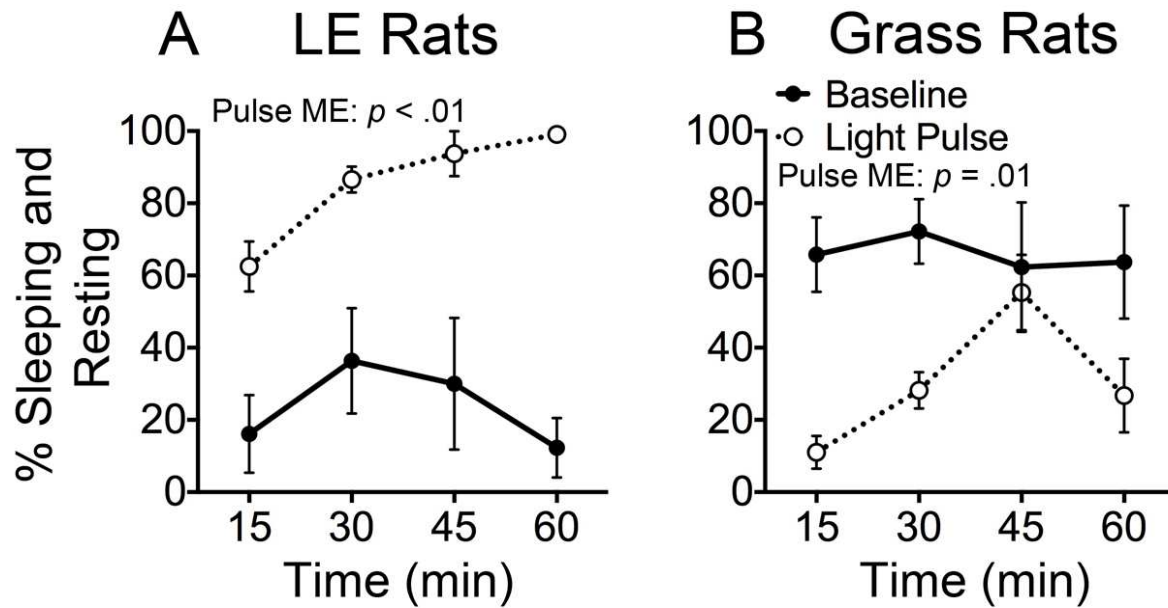 A LE Rats
Pulse ME: p < .01
% Sleeping and
Resting
100
80
60
40
20
0
15 30 45 60
Time (min)
B Grass Rats
Baseline
Light Pulse
Pulse ME: p = .01
100
80
60
40
20
0
15 30 45 60
Time (min)